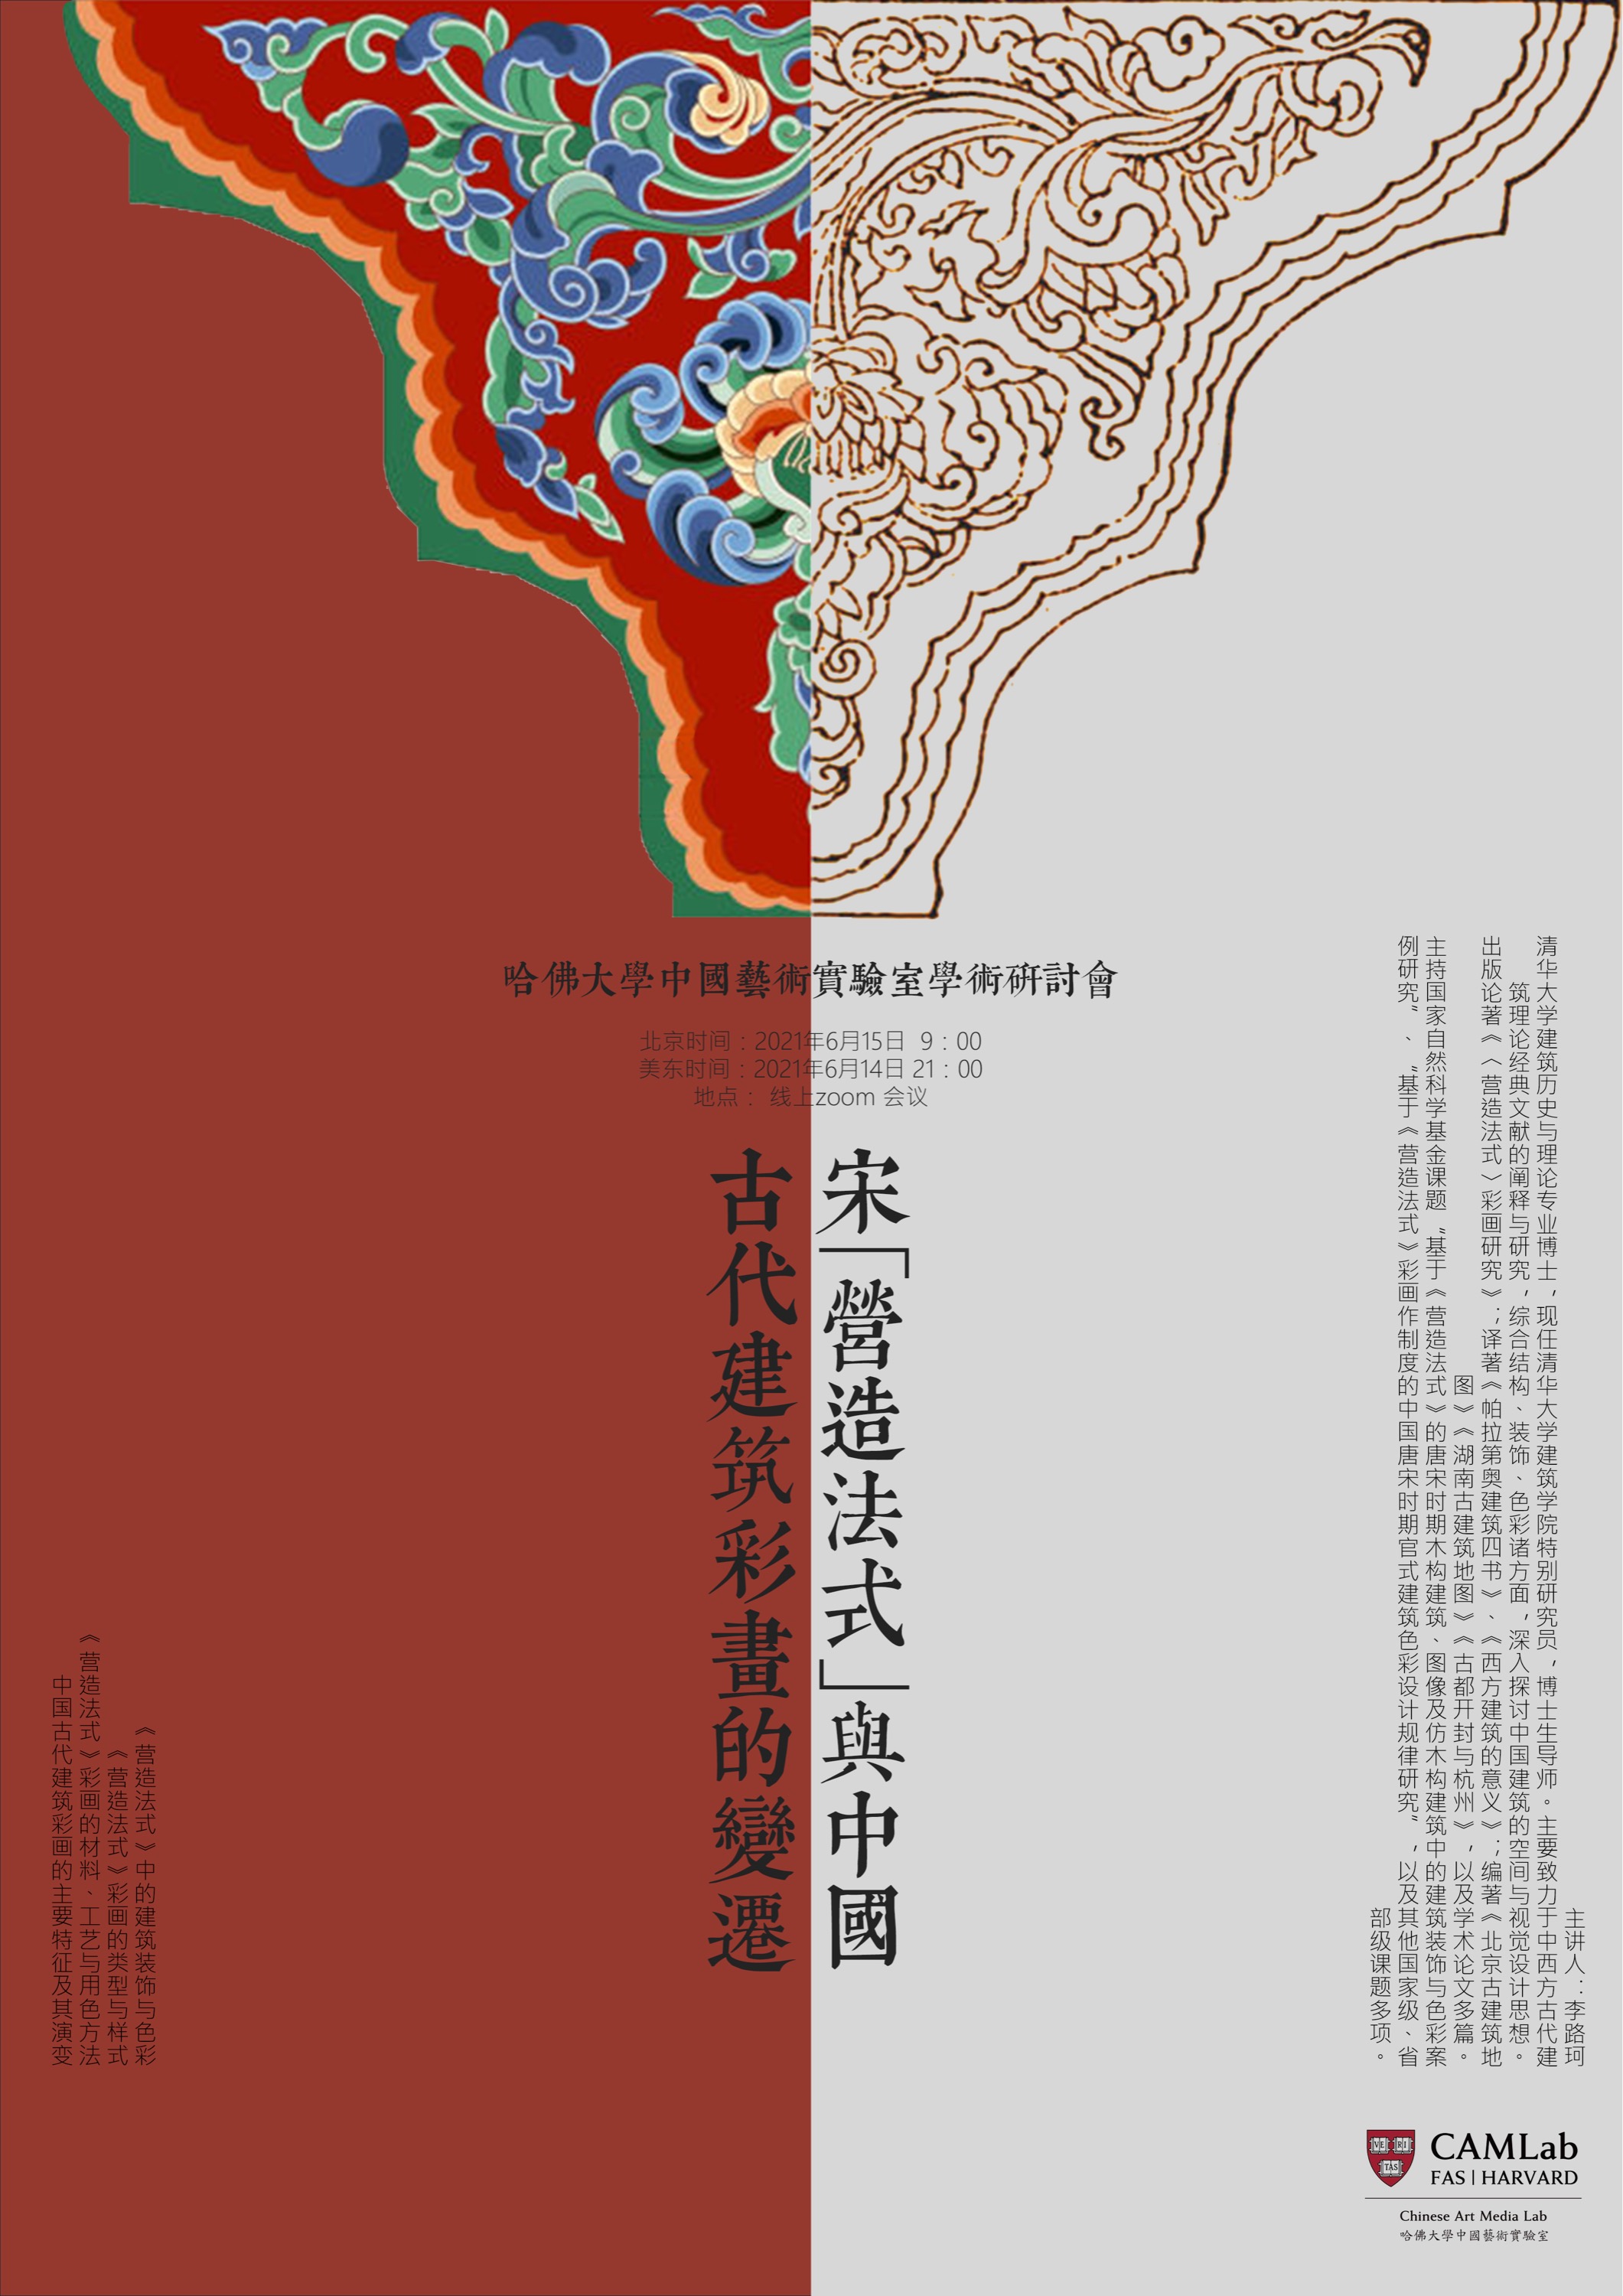 哈佛大學中國藝術實驗室學術研討會
北京时间：2021年6月15日 9：00
美东时间：2021年6月14日 21：00
地点： 线上zoom 会议
宋「營造法式」與中國
古代建筑彩畫的變遷
主讲人：李路珂
清华大学建筑历史与理论专业博士，现任清华大学建筑学院特别研究员，博士生导师。主要致力于中西方古代建
筑理论经典文献的阐释与研究，综合结构、装饰、色彩诸方面，深入探讨中国建筑的空间与视觉设计思想。
出版论著《〈营造法式〉彩画研究》；译著《帕拉第奥建筑四书》、《西方建筑的意义》；编著《北京古建筑地
图》《湖南古建筑地图》《古都开封与杭州》，以及学术论文多篇。
主持国家自然科学基金课题“基于《营造法式》的唐宋时期木构建筑、图像及仿木构建筑中的建筑装饰与色彩案
例研究”、“基于《营造法式》彩画作制度的中国唐宋时期官式建筑色彩设计规律研究”，以及其他国家级、省
部级课题多项。
《营造法式》中的建筑装饰与色彩
《营造法式》彩画的类型与样式
《营造法式》彩画的材料、工艺与用色方法
中国古代建筑彩画的主要特征及其演变
VE RI
TAS
CAMLab
FAS | HARVARD
Chinese Art Media Lab
哈佛大學中國藝術實驗室